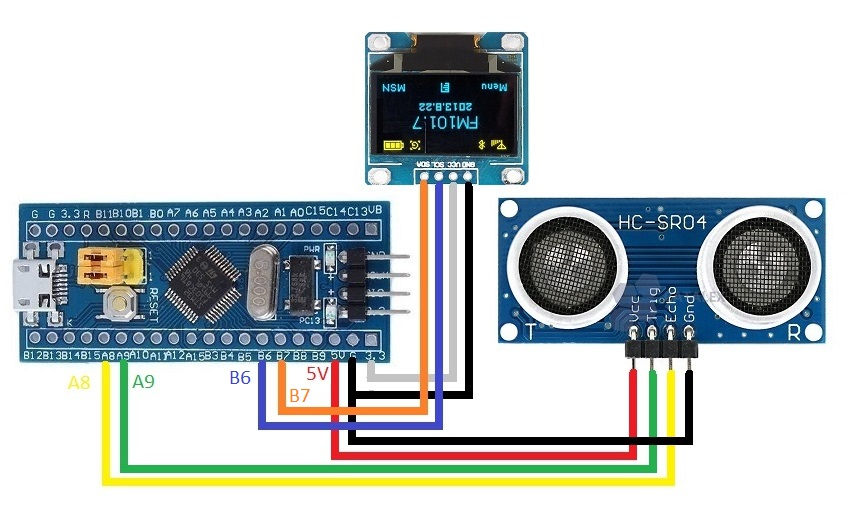 MSN Menu
2013.8.22
FM101.7
GND VCC SCL SDA
G G 3.3 R B11 B10 B1 B0 A7 A6 A5 A4 A3 A2 A1 A0 C15 C14 C13 VB
PWR
RESET
PC13
B12 B13 B14 B15 A8 A9 A10 A11 A12 A15 B3 B4 B5 B6 B7 B8 B9 5V G 3.3
HC-SR04
Vcc
Trig
Echo
Gnd
T R
A8
A9
B6
B7
5V